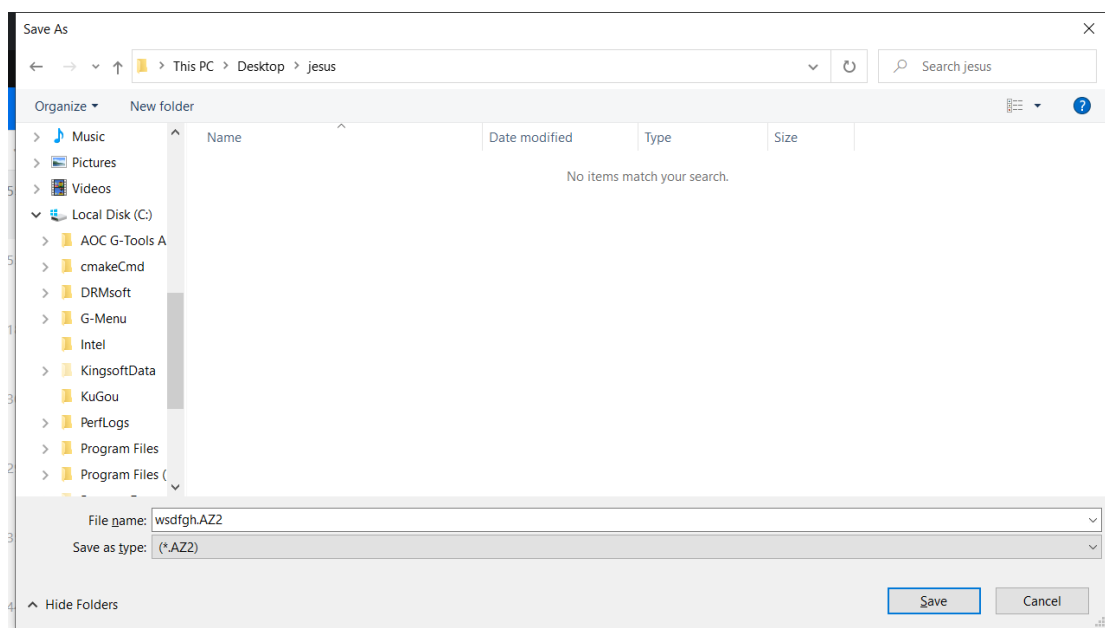 Save As
This PC > Desktop > jesus
Search jesus
Organize
New folder
Name
Date modified
Type
Size
No items match your search.
Music
Pictures
Videos
Local Disk (C:)
AOC G-Tools A
cmakeCmd
DRMsoft
G-Menu
Intel
KingsoftData
KuGou
PerfLogs
Program Files
Program Files (
File name: wsdfgh.AZ2
Save as type: (*.AZ2)
Hide Folders
Save
Cancel